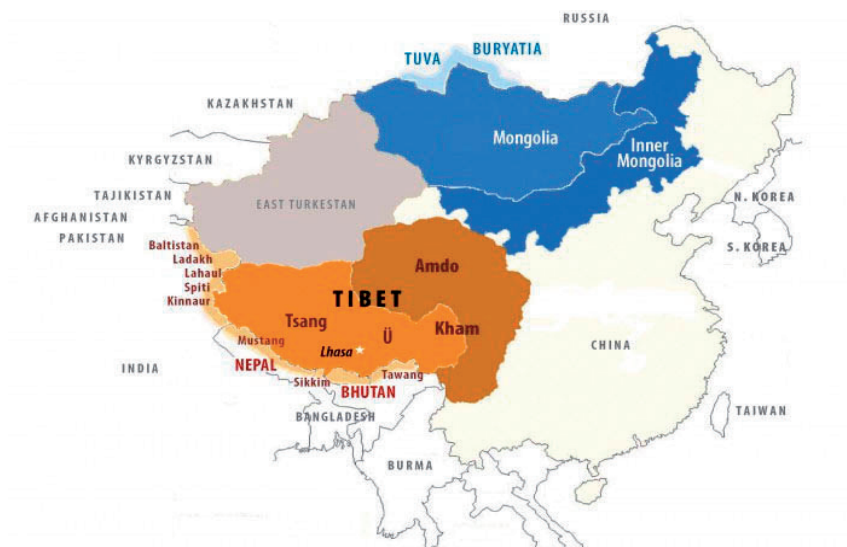 RUSSIA
BURYATIA
TUVA
KAZAKHSTAN
Mongolia
Inner
Mongolia
KYRGYZSTAN
TAJIKISTAN
EAST TURKESTAN
N. KOREA
AFGHANISTAN
PAKISTAN
Baltistan
Ladakh
Lahaul
Spiti
Kinnaur
S. KOREA
Amdo
TIBET
Tsang
Ü
Kham
Mustang
Lhasa
CHINA
INDIA
NEPAL
Sikkim
Tawang
BHUTAN
BANGLADESH
TAIWAN
BURMA